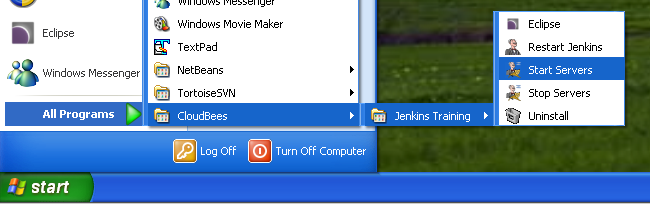 Windows Messenger
Windows Movie Maker
TextPad
NetBeans
TortoiseSVN
CloudBees
Eclipse
Windows Messenger
All Programs
Jenkins Training
Eclipse
Restart Jenkins
Start Servers
Stop Servers
Uninstall
Log Off
Turn Off Computer
start